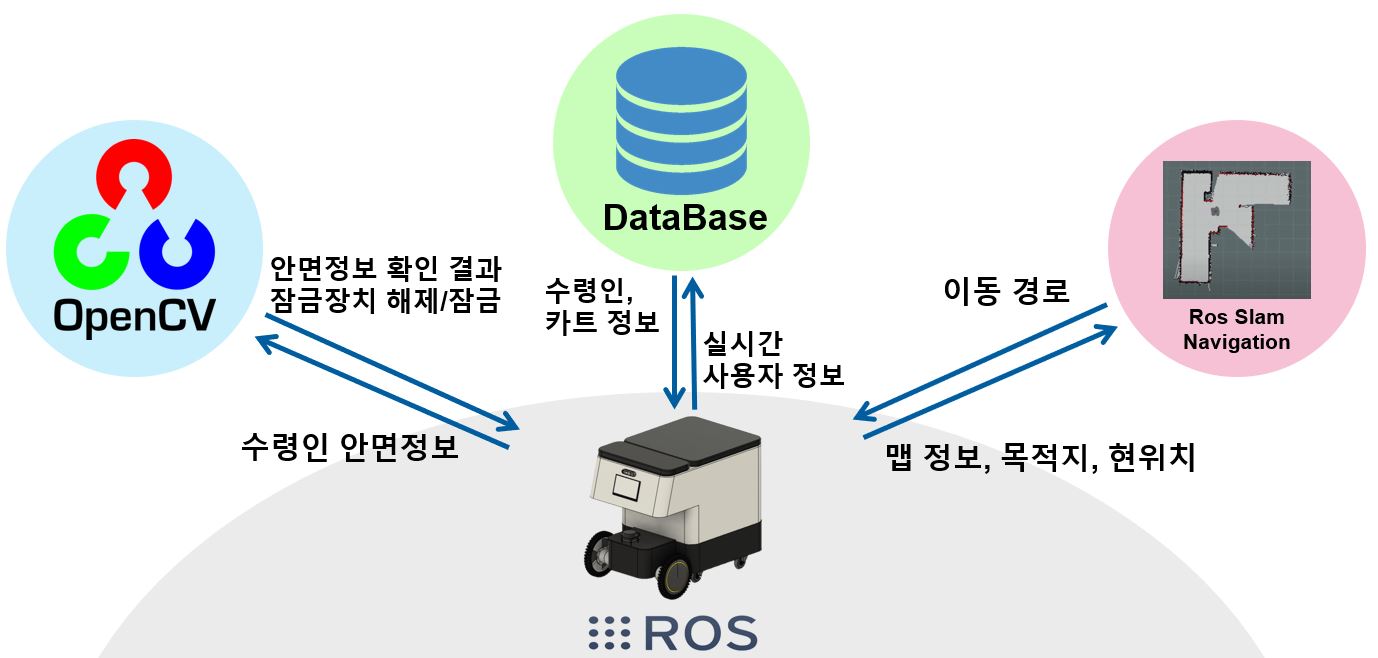 DataBase
OpenCV
안면정보 확인 결과
잠금장치 해제/잠금
수령인 안면정보
수령인,
카트 정보
실시간
사용자 정보
이동 경로
맵 정보, 목적지, 현위치
Ros Slam
Navigation
ROS